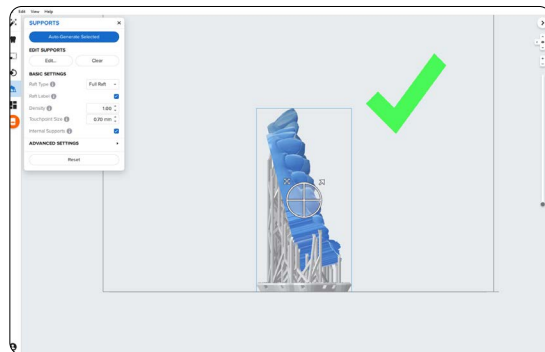 Edit View Help
SUPPORTS
Auto-Generate Selected
EDIT SUPPORTS
Edit...
Clear
BASIC SETTINGS
Raft Type
Full Raft
Raft Label
Density
1.00
Touchpoint Size
0.70 mm
Internal Supports
ADVANCED SETTINGS
Reset